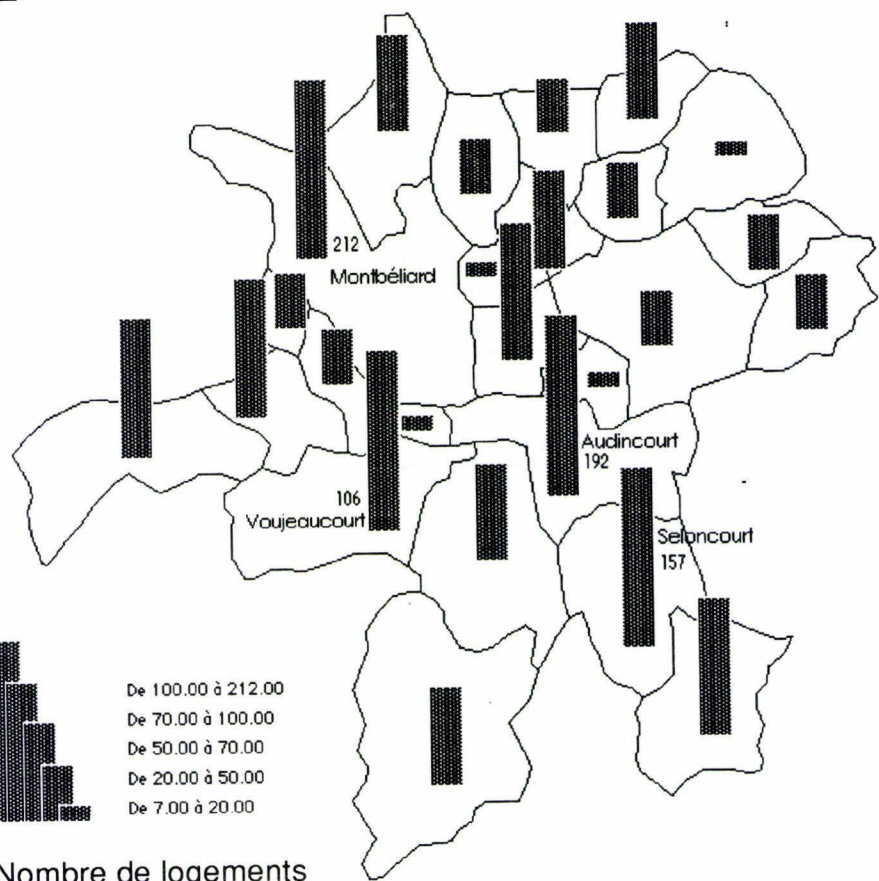 212
Montbéliard
Audincourt
192
106
Voujeaucourt
Seloncourt
157
De 100.00 à 212.00
De 70.00 à 100.00
De 50.00 à 70.00
De 20.00 à 50.00
De 7.00 à 20.00
Nombre de logements